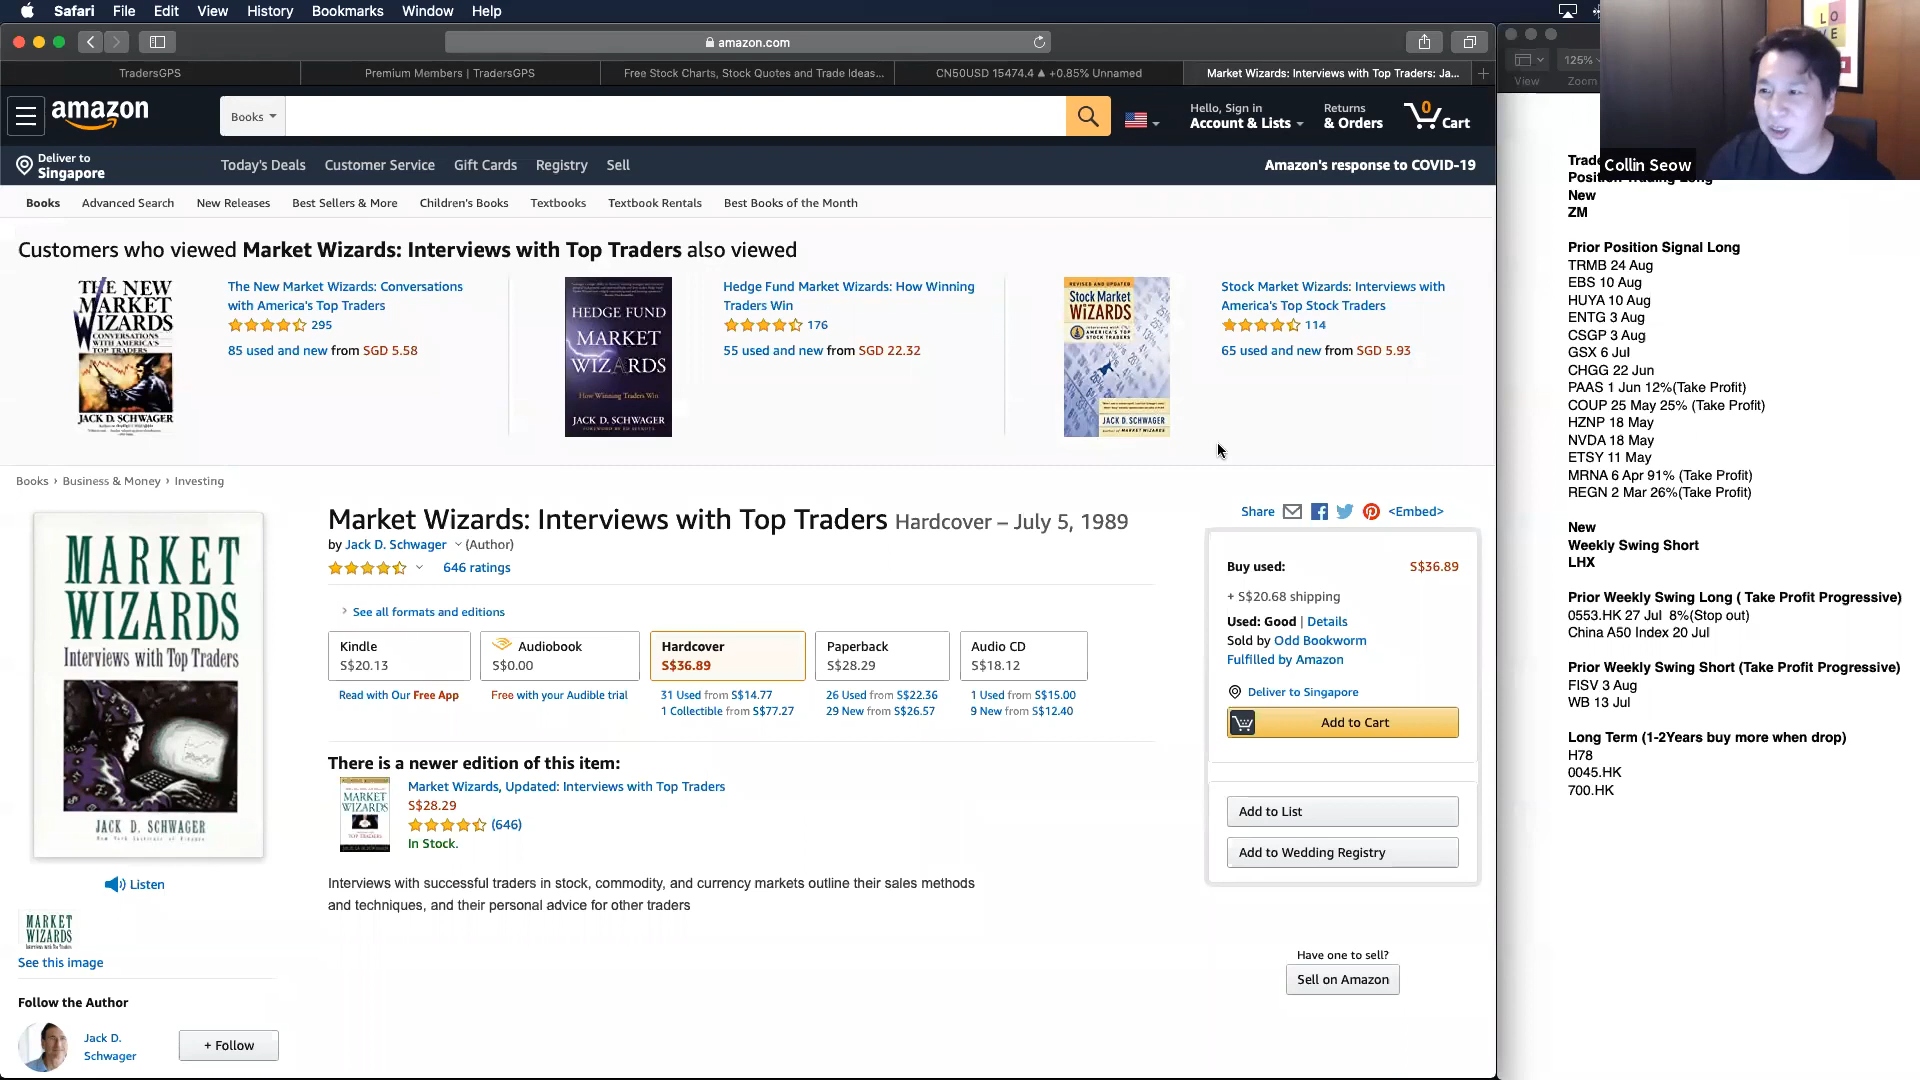 Safari File Edit View History Bookmarks Window Help
amazon.com
TradersGPS
Premium Members | TradersGPS
Free Stock Charts, Stock Quotes and Trade Ideas...
CN50USD 15474.4 ▲ +0.85% Unnamed
Market Wizards: Interviews with Top Traders: Ja...
125%
View
Zoom
amazon
Books
Hello, Sign in
Account & Lists
Returns
& Orders
0
Cart
Deliver to
Singapore
Today's Deals Customer Service Gift Cards Registry Sell
Amazon's response to COVID-19
Books Advanced Search New Releases Best Sellers & More Children's Books Textbooks Textbook Rentals Best Books of the Month
Customers who viewed Market Wizards: Interviews with Top Traders also viewed
THE NEW
MARKET
WIZARDS
CONVERSATIONS
WITH AMERICA'S
TOP TRADERS
JACK D. SCHWAGER
The New Market Wizards: Conversations
with America's Top Traders
295
85 used and new from SGD 5.58
HEDGE FUND
MARKET
WIZARDS
How Winning Traders Win
JACK D. SCHWAGER
Hedge Fund Market Wizards: How Winning
Traders Win
176
55 used and new from SGD 22.32
REVISED AND UPDATED
Stock Market
WIZARDS
JACK D. SCHWAGER
Stock Market Wizards: Interviews with
America's Top Stock Traders
114
65 used and new from SGD 5.93
Books › Business & Money › Investing
MARKET
WIZARDS
Interviews with Top Traders
JACK D. SCHWAGER
New York Institute of Finance
Listen
MARKET
WIZARDS
See this image
Follow the Author
Jack D.
Schwager
+ Follow
Market Wizards: Interviews with Top Traders Hardcover – July 5, 1989
by Jack D. Schwager (Author)
646 ratings
See all formats and editions
Kindle
S$20.13
Read with Our Free App
Audiobook
S$0.00
Free with your Audible trial
Hardcover
S$36.89
31 Used from S$14.77
1 Collectible from S$77.27
Paperback
S$28.29
26 Used from S$22.36
29 New from S$26.57
Audio CD
S$18.12
1 Used from S$15.00
9 New from S$12.40
There is a newer edition of this item:
MARKET
WIZARDS
Market Wizards, Updated: Interviews with Top Traders
S$28.29
(646)
In Stock.
Interviews with successful traders in stock, commodity, and currency markets outline their sales methods
and techniques, and their personal advice for other traders
Share <Embed>
Buy used: S$36.89
+ S$20.68 shipping
Used: Good | Details
Sold by Odd Bookworm
Fulfilled by Amazon
Deliver to Singapore
Add to Cart
Add to List
Add to Wedding Registry
Have one to sell?
Sell on Amazon
LOVE
Collin Seow
Position Trading Long
New
ZM
Prior Position Signal Long
TRMB 24 Aug
EBS 10 Aug
HUYA 10 Aug
ENTG 3 Aug
CSGP 3 Aug
GSX 6 Jul
CHGG 22 Jun
PAAS 1 Jun 12%(Take Profit)
COUP 25 May 25% (Take Profit)
HZNP 18 May
NVDA 18 May
ETSY 11 May
MRNA 6 Apr 91% (Take Profit)
REGN 2 Mar 26%(Take Profit)
New
Weekly Swing Short
LHX
Prior Weekly Swing Long ( Take Profit Progressive)
0553.HK 27 Jul 8%(Stop out)
China A50 Index 20 Jul
Prior Weekly Swing Short (Take Profit Progressive)
FISV 3 Aug
WB 13 Jul
Long Term (1-2Years buy more when drop)
H78
0045.HK
700.HK